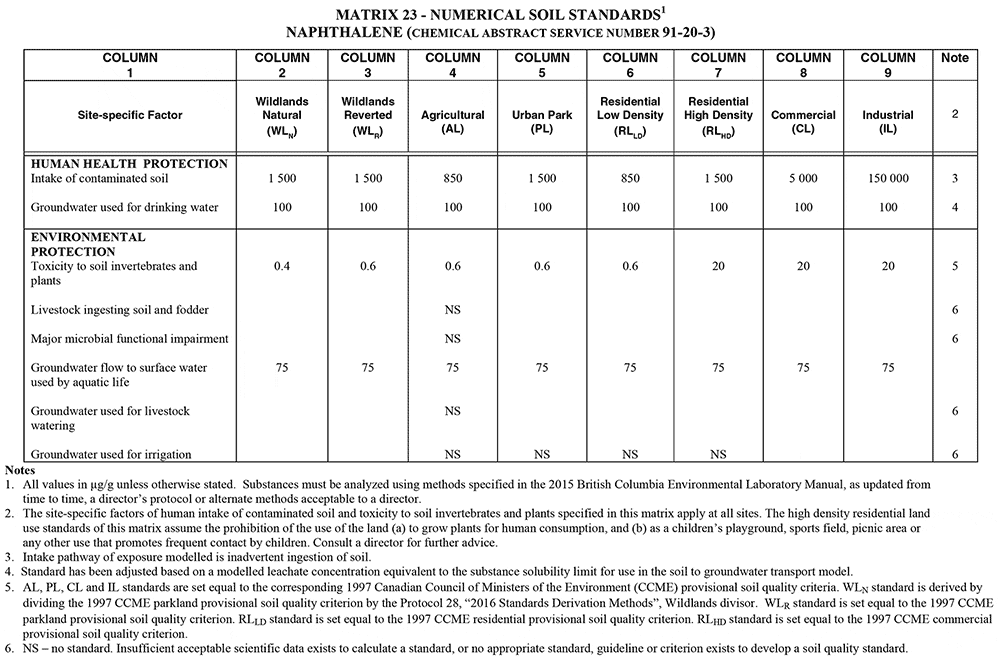 MATRIX 23 - NUMERICAL SOIL STANDARDS1
NAPHTHALENE (CHEMICAL ABSTRACT SERVICE NUMBER 91-20-3)
COLUMN 1 COLUMN 2 COLUMN 3 COLUMN 4 COLUMN 5 COLUMN 6 COLUMN 7 COLUMN 8 COLUMN 9 Note
Site-specific Factor Wildlands Natural (WLN) Wildlands Reverted (WLR) Agricultural (AL) Urban Park (PL) Residential Low Density (RLLD) Residential High Density (RLHD) Commercial (CL) Industrial (IL) 2
HUMAN HEALTH PROTECTION
Intake of contaminated soil 1 500 1 500 850 1 500 850 1 500 5 000 150 000 3
Groundwater used for drinking water 100 100 100 100 100 100 100 100 4
ENVIRONMENTAL
PROTECTION
Toxicity to soil invertebrates and 0.4 0.6 0.6 0.6 0.6 20 20 20 5
plants
Livestock ingesting soil and fodder NS 6
Major microbial functional impairment NS 6
Groundwater flow to surface water 75 75 75 75 75 75 75 75
used by aquatic life
Groundwater used for livestock NS 6
watering
Groundwater used for irrigation NS NS NS NS 6
Notes
1. All values in µg/g unless otherwise stated. Substances must be analyzed using methods specified in the 2015 British Columbia Environmental Laboratory Manual, as updated from
time to time, a director's protocol or alternate methods acceptable to a director.
2. The site-specific factors of human intake of contaminated soil and toxicity to soil invertebrates and plants specified in this matrix apply at all sites. The high density residential land
use standards of this matrix assume the prohibition of the use of the land (a) to grow plants for human consumption, and (b) as a children's playground, sports field, picnic area or
any other use that promotes frequent contact by children. Consult a director for further advice.
3. Intake pathway of exposure modelled is inadvertent ingestion of soil.
4. Standard has been adjusted based on a modelled leachate concentration equivalent to the substance solubility limit for use in the soil to groundwater transport model.
5. AL, PL, CL and IL standards are set equal to the corresponding 1997 Canadian Council of Ministers of the Environment (CCME) provisional soil quality criteria. WLN standard is derived by
dividing the 1997 CCME parkland provisional soil quality criterion by the Protocol 28, "2016 Standards Derivation Methods", Wildlands divisor. WLR standard is set equal to the 1997 CCME
parkland provisional soil quality criterion. RLLD standard is set equal to the 1997 CCME residential provisional soil quality criterion. RLHD standard is set equal to the 1997 CCME commercial
provisional soil quality criterion.
6. NS – no standard. Insufficient acceptable scientific data exists to calculate a standard, or no appropriate standard, guideline or criterion exists to develop a soil quality standard.